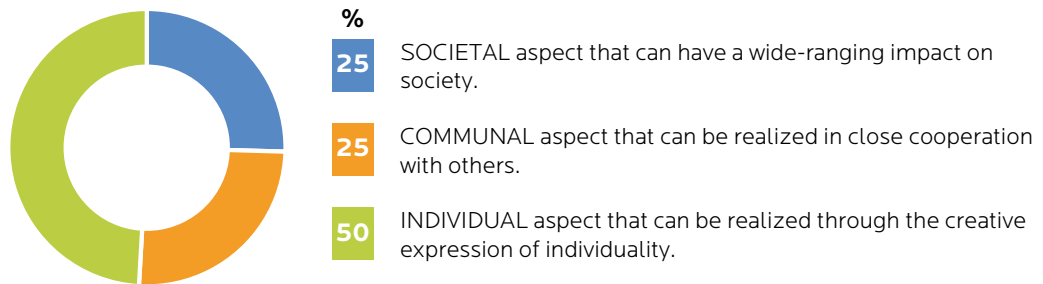 %
25
SOCIETAL aspect that can have a wide-ranging impact on
society.
25
COMMUNAL aspect that can be realized in close cooperation
with others.
50
INDIVIDUAL aspect that can be realized through the creative
expression of individuality.